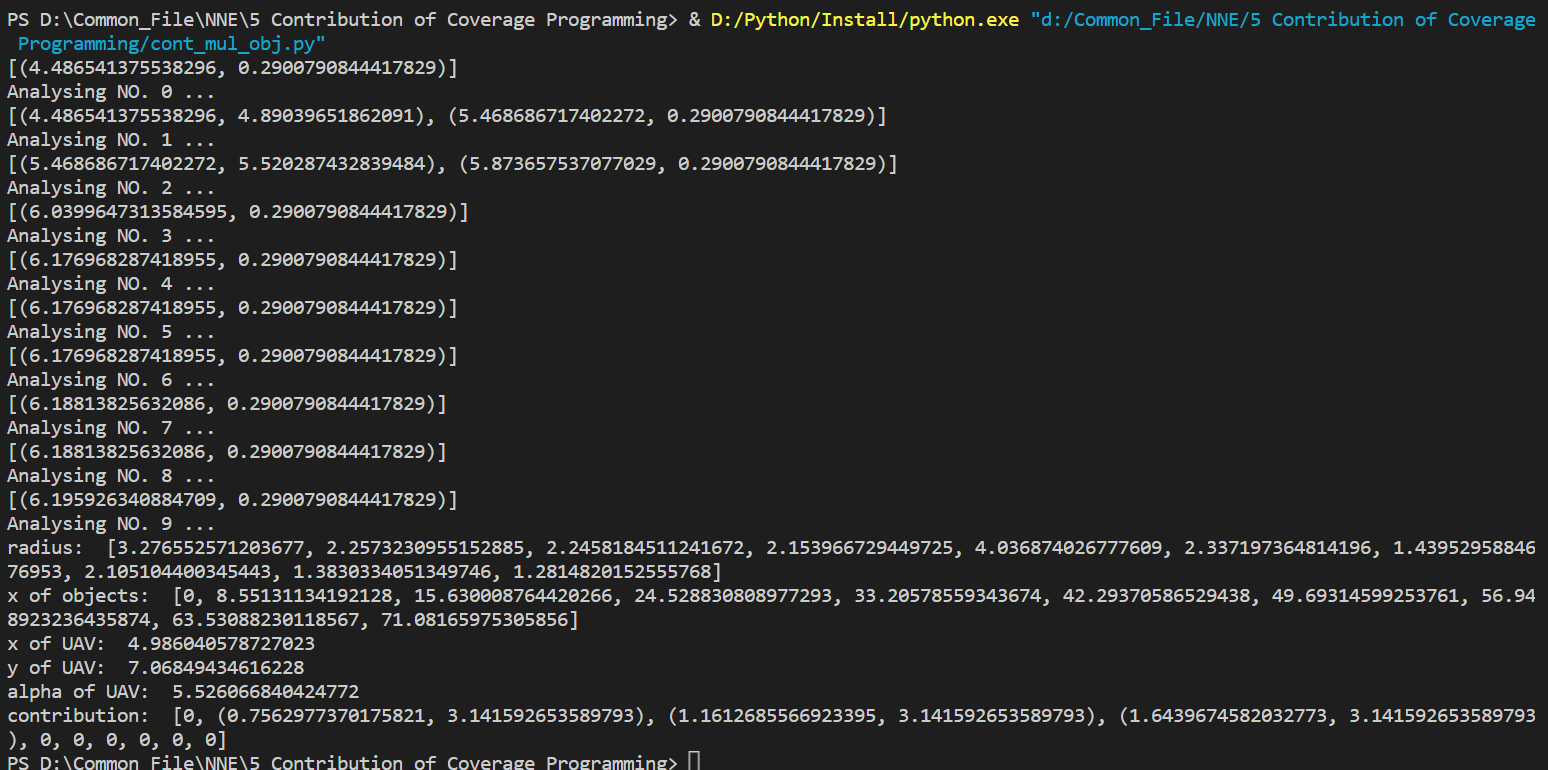 PS D:\Common_File\NNE\5 Contribution of Coverage Programming> & D:/Python/Install/python.exe "d:/Common_File/NNE/5 Contribution of Coverage
Programming/cont_mul_obj.py"
[(4.486541375538296, 0.2900790844417829)]
Analysing NO. 0 ...
[(4.486541375538296, 4.89039651862091), (5.468686717402272, 0.2900790844417829)]
Analysing NO. 1 ...
[(5.468686717402272, 5.520287432839484), (5.873657537077029, 0.2900790844417829)]
Analysing NO. 2 ...
[(6.0399647313584595, 0.2900790844417829)]
Analysing NO. 3 ...
[(6.176968287418955, 0.2900790844417829)]
Analysing NO. 4 ...
[(6.176968287418955, 0.2900790844417829)]
Analysing NO. 5 ...
[(6.176968287418955, 0.2900790844417829)]
Analysing NO. 6 ...
[(6.18813825632086, 0.2900790844417829)]
Analysing NO. 7 ...
[(6.18813825632086, 0.2900790844417829)]
Analysing NO. 8 ...
[(6.195926340884709, 0.2900790844417829)]
Analysing NO. 9 ...
radius:  [3.276552571203677, 2.2573230955152885, 2.2458184511241672, 2.153966729449725, 4.036874026777609, 2.337197364814196, 1.43952958846
76953, 2.105104400345443, 1.3830334051349746, 1.2814820152555768]
x of objects:  [0, 8.55131134192128, 15.630008764420266, 24.528830808977293, 33.20578559343674, 42.29370586529438, 49.69314599253761, 56.94
8923236435874, 63.53088230118567, 71.08165975305856]
x of UAV:  4.986040578727023
y of UAV:  7.06849434616228
alpha of UAV:  5.526066840424772
contribution:  [0, (0.7562977370175821, 3.141592653589793), (1.1612685566923395, 3.141592653589793), (1.6439674582032773, 3.141592653589793
), 0, 0, 0, 0, 0, 0]
PS D:\Common_File\NNE\5 Contribution of Coverage Programming>